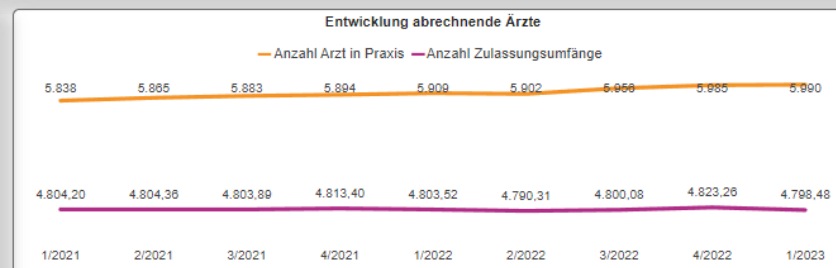 Entwicklung abrechnende Ärzte
Anzahl Arzt in Praxis Anzahl Zulassungsumfänge
5.838 5.865 5.883 5.894 5.909 5.902 5.956 5.985 5.990
4.804,20 4.804,36 4.803,89 4.813,40 4.803,52 4.790,31 4.800,08 4.823,26 4.798,48
1/2021 2/2021 3/2021 4/2021 1/2022 2/2022 3/2022 4/2022 1/2023